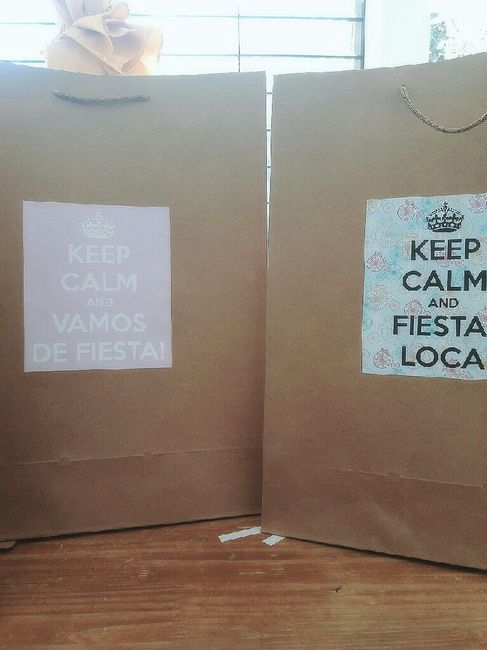 KEEP
CALM
AND
VAMOS
DE FIESTA!
KEEP
CALM
AND
FIESTA
LOCA